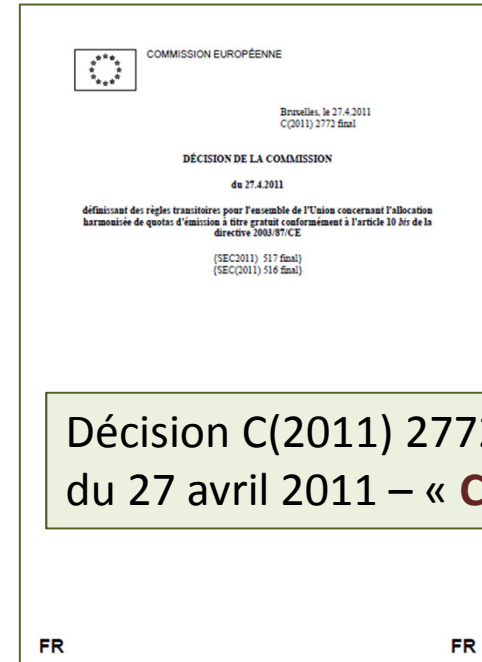 COMMISSION EUROPÉENNE
Bruxelles, le 27.4.2011
C(2011) 2772 final
DÉCISION DE LA COMMISSION
du 27.4.2011
définissant des règles transitoires pour l'ensemble de l'Union concernant l'allocation
harmonisée de quotas d'émission à titre gratuit conformément à l'article 10 bis de la
directive 2003/87/CE
{SEC2011) 517 final}
{SEC(2011) 516 final}
Décision C(2011) 277
du 27 avril 2011 – «
FR FR